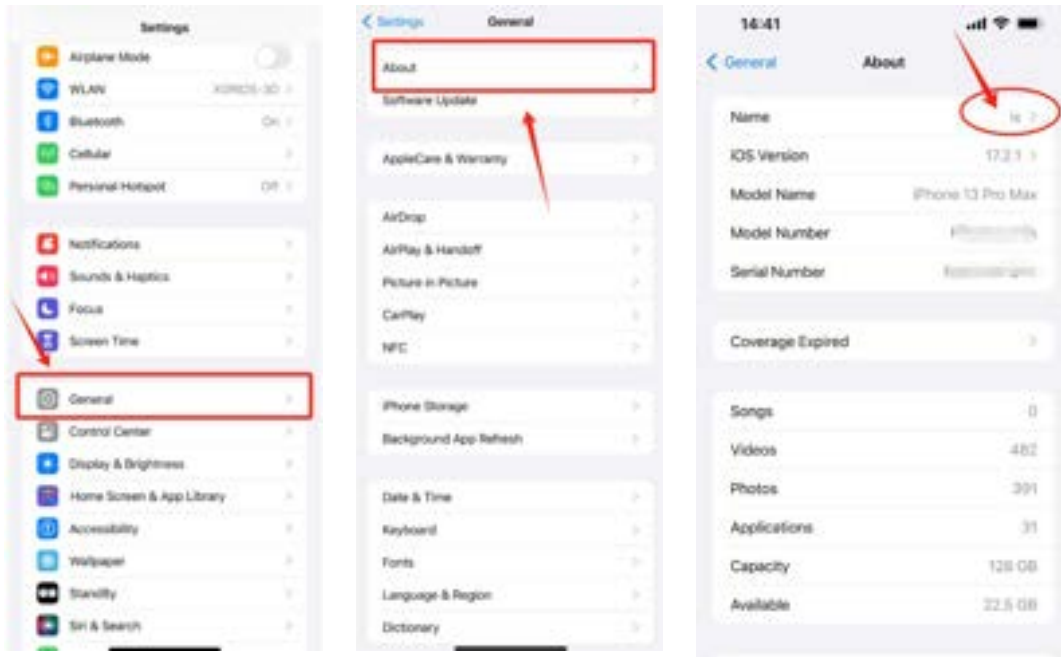 Settings
Airplane Mode
WLAN
Bluetooth On
Cellular
Personal Hotspot Off
Notifications
Sounds & Haptics
Focus
Screen Time
General
Control Center
Display & Brightness
Home Screen & App Library
Accessibility
Wallpaper
StandBy
Siri & Search
Settings General
About
Software Update
AppleCare & Warranty
AirDrop
AirPlay & Handoff
Picture in Picture
CarPlay
NFC
iPhone Storage
Background App Refresh
Date & Time
Keyboard
Fonts
Language & Region
Dictionary
14:41
General About
Name
iOS Version 17.2.1
Model Name iPhone 13 Pro Max
Model Number
Serial Number
Coverage Expired
Songs 0
Videos 482
Photos 391
Applications 31
Capacity 128 GB
Available 22.5 GB